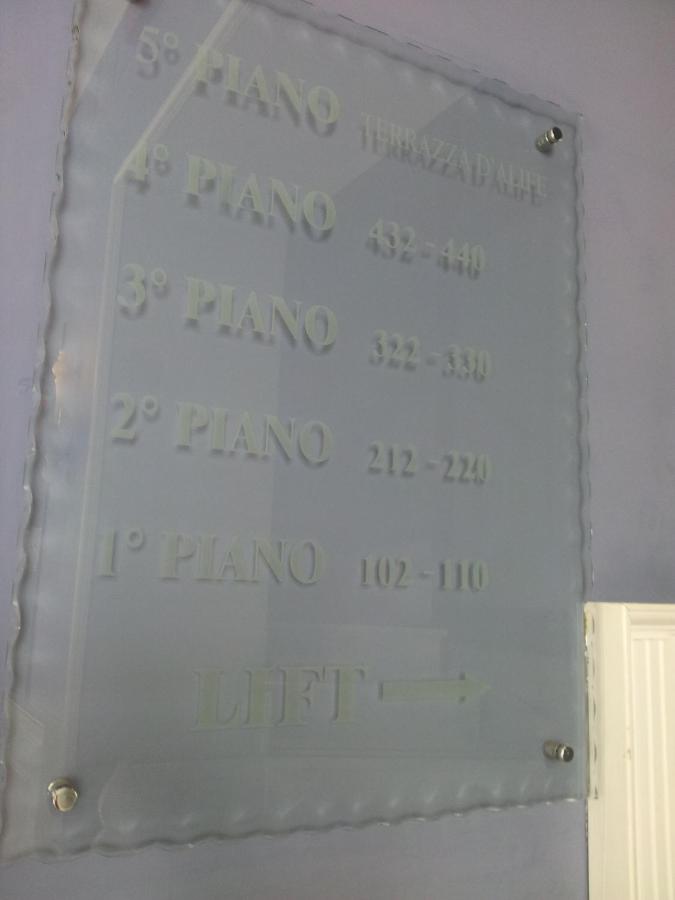 5° PIANO TERRAZZA D'ALIFE
4° PIANO 432 - 440
3° PIANO 322 - 330
2° PIANO 212 - 220
1° PIANO 102 - 110
LIFT →